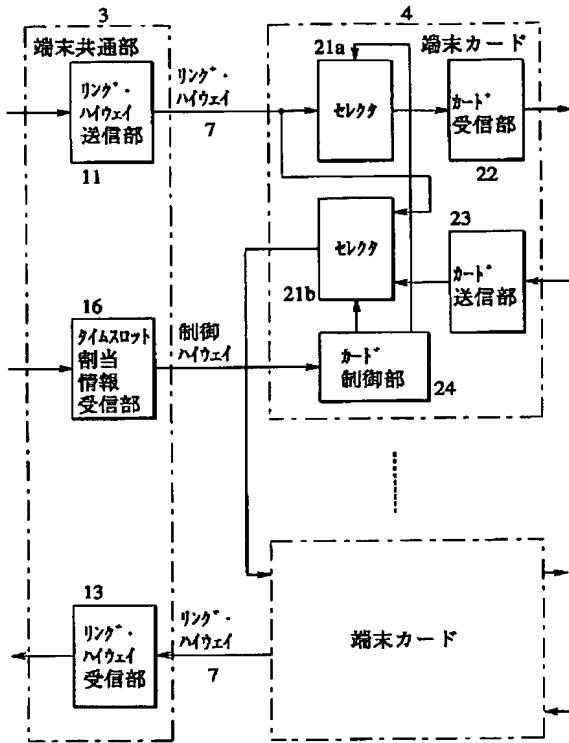 3
端末共通部
リング・
ハイウェイ
送信部
11
リング・
ハイウェイ
7
4
21a
端末カード
セレクタ
カード
受信部
22
セレクタ
21b
23
カード
送信部
16
タイムスロット
割当
情報
受信部
制御
ハイウェイ
カード
制御部
24
13
リング・
ハイウェイ
受信部
リング・
ハイウェイ
7
端末カード